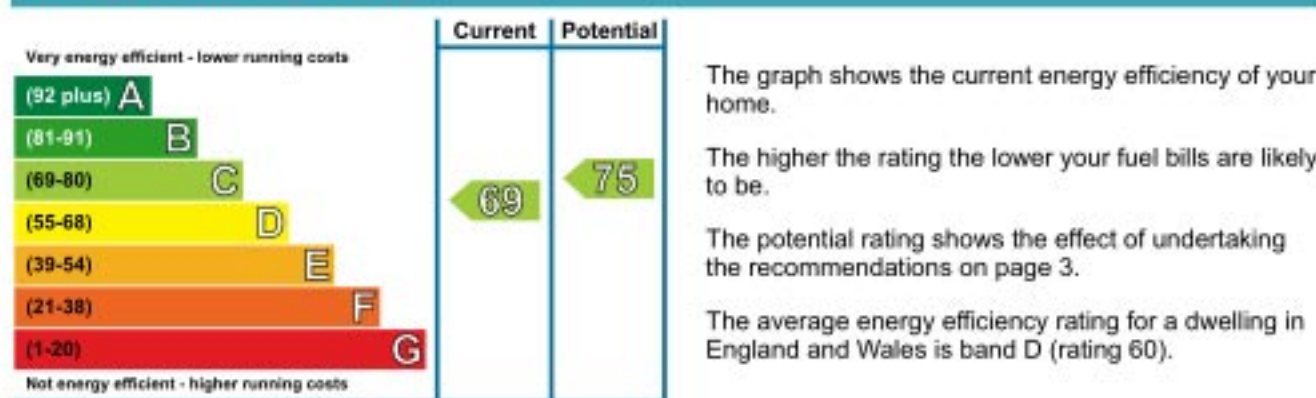 Current Potential
Very energy efficient - lower running costs
(92 plus) A
(81-91) B
(69-80) C
(55-68) D
(39-54) E
(21-38) F
(1-20) G
Not energy efficient - higher running costs
69
75
The graph shows the current energy efficiency of your
home.
The higher the rating the lower your fuel bills are likely
to be.
The potential rating shows the effect of undertaking
the recommendations on page 3.
The average energy efficiency rating for a dwelling in
England and Wales is band D (rating 60).